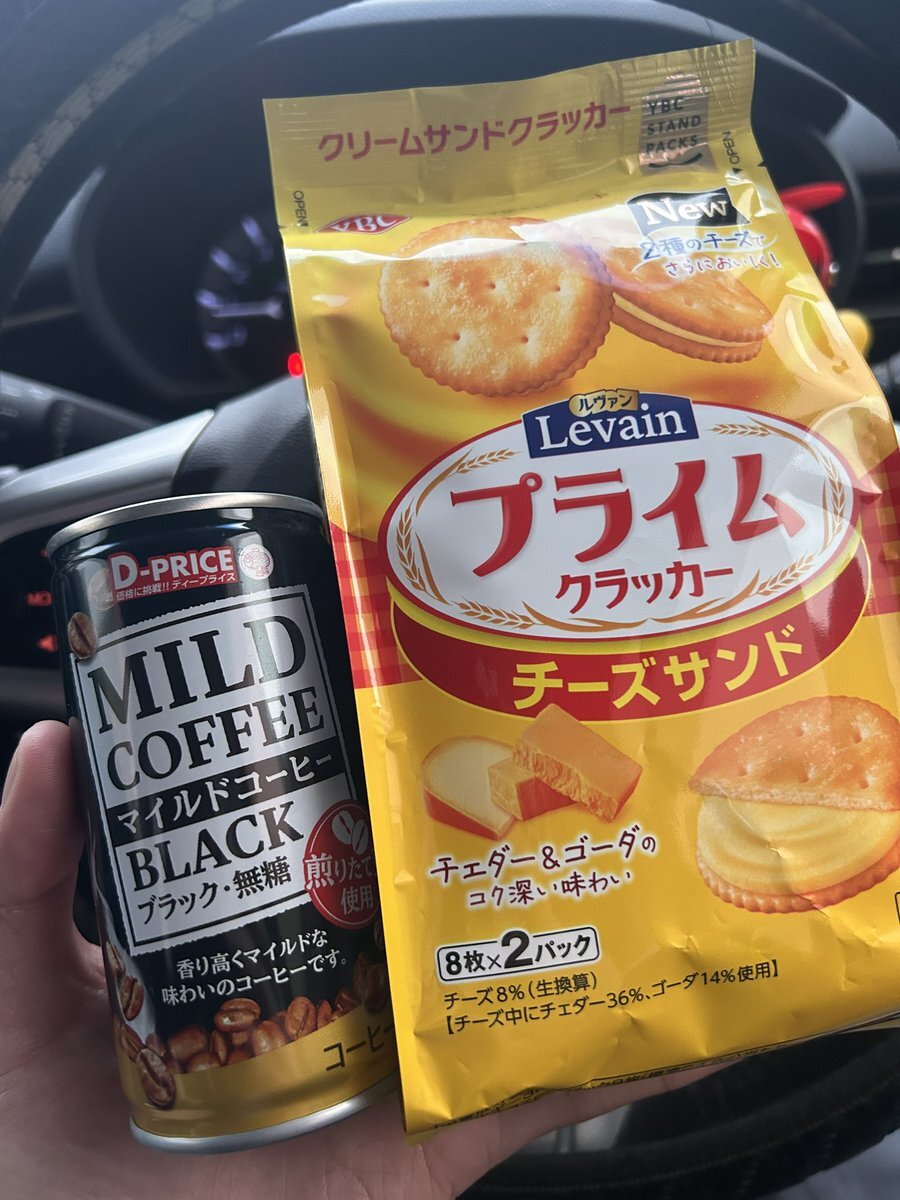 クリームサンドクラッカー
YBC
STAND
PACKS
OPEN
OPEN
YBC
New
2種のチーズで
さらにおいしく!
ルヴァン
Levain
プライム
クラッカー
チーズサンド
チェダー&ゴーダの
コク深い味わい
8枚×2パック
チーズ8%(生換算)
【チーズ中にチェダー36%、ゴーダ14%使用】
D-PRICE
価格に挑戦!!ディープライス
MILD
COFFEE
マイルドコーヒー
BLACK
ブラック・無糖
煎りたて
使用
香り高くマイルドな
味わいのコーヒーです。
コーヒー